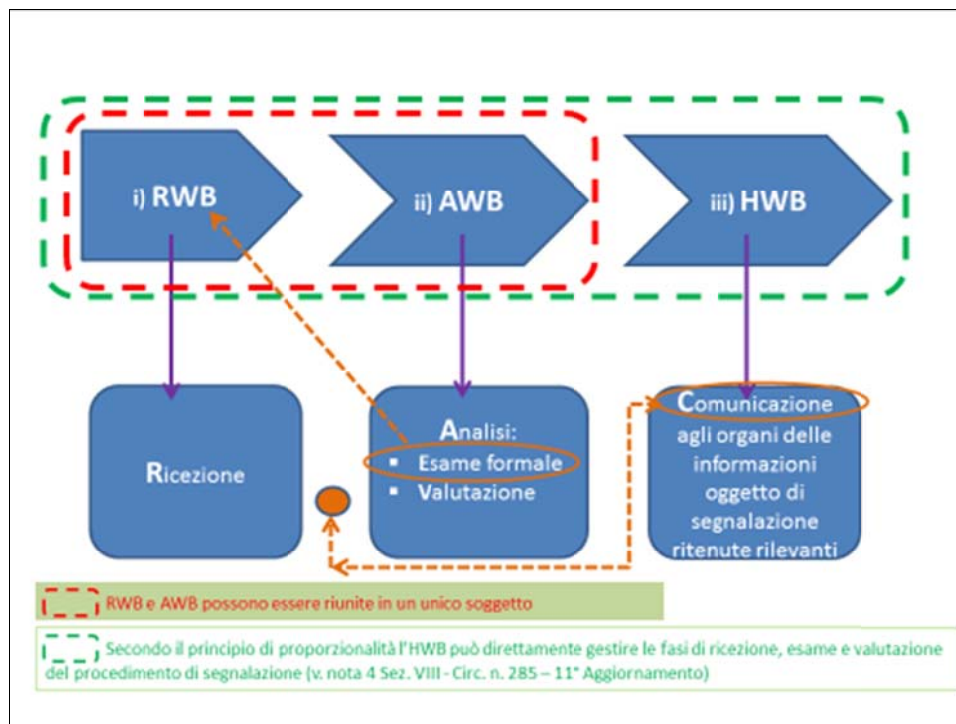 i) RWB
ii) AWB
iii) HWB
Ricezione
Analisi:
▪ Esame formale
▪ Valutazione
Comunicazione
agli organi delle
informazioni
oggetto di
segnalazione
ritenute rilevanti
RWB e AWB possono essere riunite in un unico soggetto
Secondo il principio di proporzionalità l'HWB può direttamente gestire le fasi di ricezione, esame e valutazione
del procedimento di segnalazione (v. nota 4 Sez. VIII - Circ. n. 285 – 11° Aggiornamento)